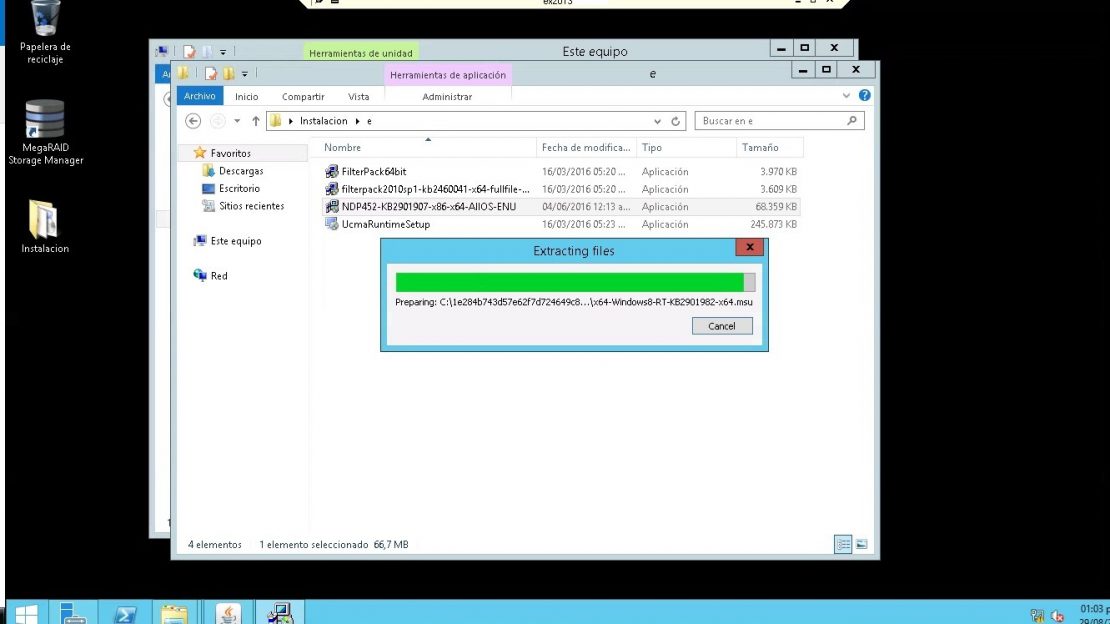 ex2013
Papelera de
reciclaje
MegaRAID
Storage Manager
Instalacion
Herramientas de unidad
Este equipo
Herramientas de aplicación
e
Archivo
Inicio
Compartir
Vista
Administrar
Instalacion
e
Buscar en e
Nombre
Fecha de modifica...
Tipo
Tamaño
Favoritos
Descargas
Escritorio
Sitios recientes
Este equipo
Red
FilterPack64bit 16/03/2016 05:20 ... Aplicación 3.970 KB
filterpack2010sp1-kb2460041-x64-fullfile-... 16/03/2016 05:20 ... Aplicación 3.609 KB
NDP452-KB2901907-x86-x64-AllOS-ENU 04/06/2016 12:13 a... Aplicación 68.359 KB
UcmaRuntimeSetup 16/03/2016 05:23 ... Aplicación 245.873 KB
Extracting files
Preparing: C:\1e284b743d57e62f7d724649c8...\x64-Windows8-RT-KB2901982-x64.msu
Cancel
4 elementos
1 elemento seleccionado 66,7 MB
01:03 p